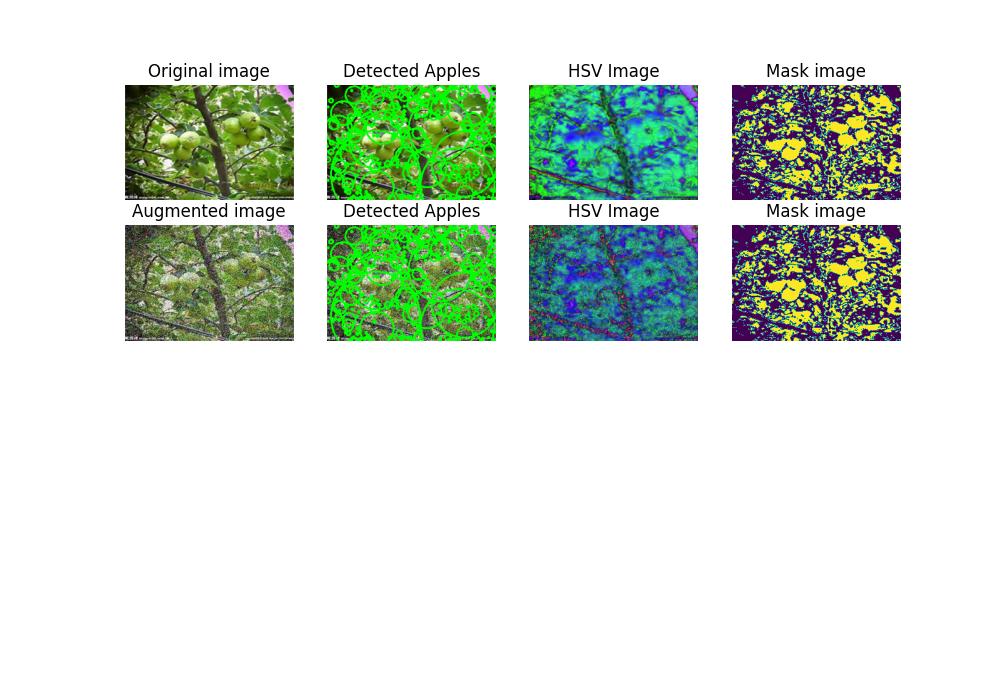 Original image
Detected Apples
HSV Image
Mask image
Augmented image
Detected Apples
HSV Image
Mask image